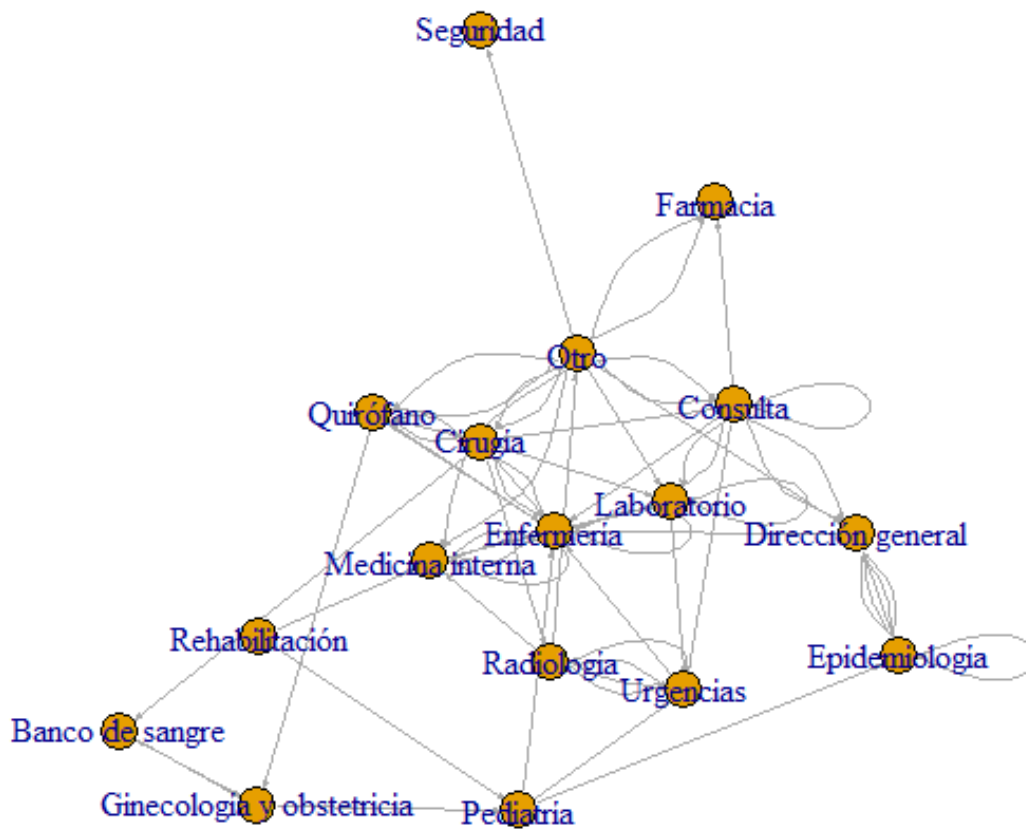 Seguridad
Farmacia
Otro
Consulta
Quirófano
Cirugía
Laboratorio
Enfermería
Dirección general
Medicina interna
Rehabilitación
Radiología
Epidemiología
Urgencias
Banco de sangre
Ginecología y obstetricia
Pediatría